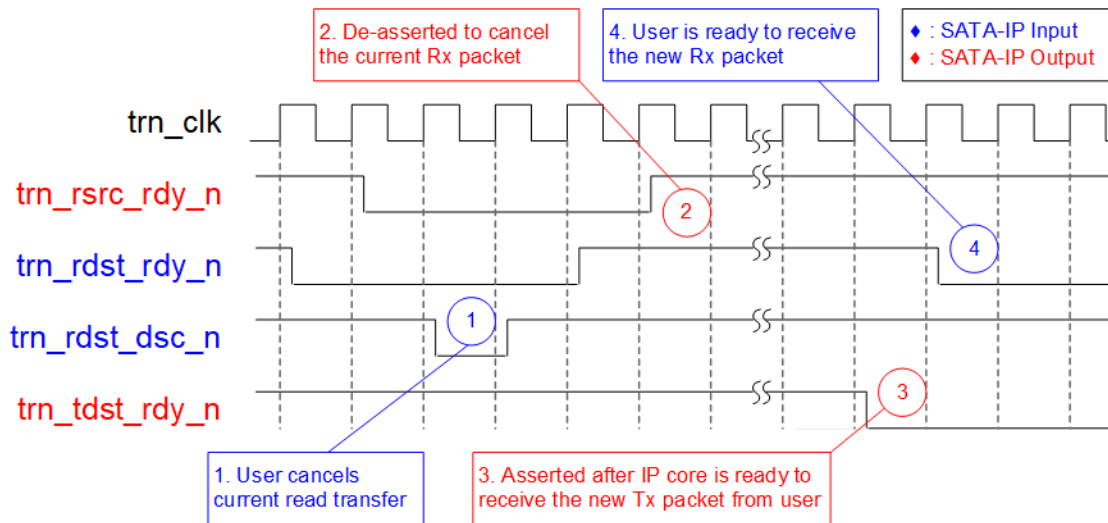 2. De-asserted to cancel
the current Rx packet
4. User is ready to receive
the new Rx packet
♦ : SATA-IP Input
♦ : SATA-IP Output
trn_clk
trn_rsrc_rdy_n
2
trn_rdst_rdy_n
4
trn_rdst_dsc_n
1
trn_tdst_rdy_n
3
1. User cancels
current read transfer
3. Asserted after IP core is ready to
receive the new Tx packet from user